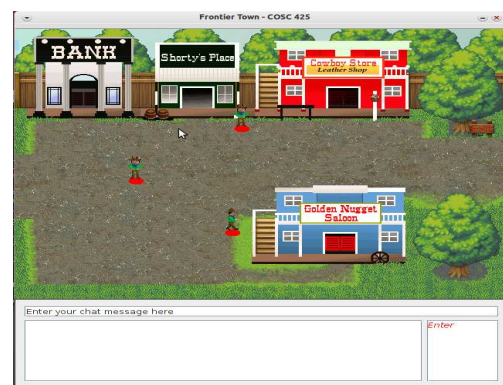 Frontier Town - COSC 425
BANK
Shorty's Place
Cowboy Store
Leather Shop
Golden Nugget
Saloon
Enter your chat message here
Enter